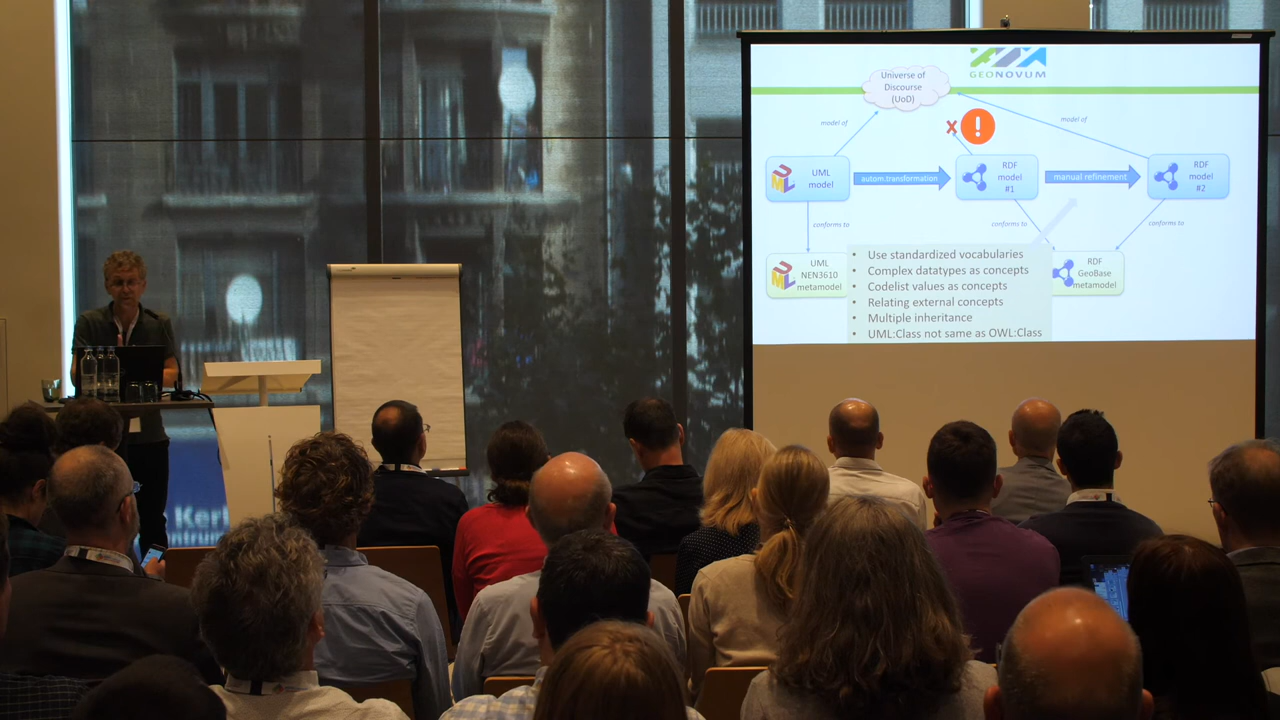 GEONOVUM
Universe of
Discourse
(UoD)
model of
model of
x
!
UML
UML
model
autom.transformation
RDF
model
#1
manual refinement
RDF
model
#2
conforms to
conforms to
conforms to
UML
UML
NEN3610
metamodel
RDF
GeoBase
metamodel
• Use standardized vocabularies
• Complex datatypes as concepts
• Codelist values as concepts
• Relating external concepts
• Multiple inheritance
• UML:Class not same as OWL:Class